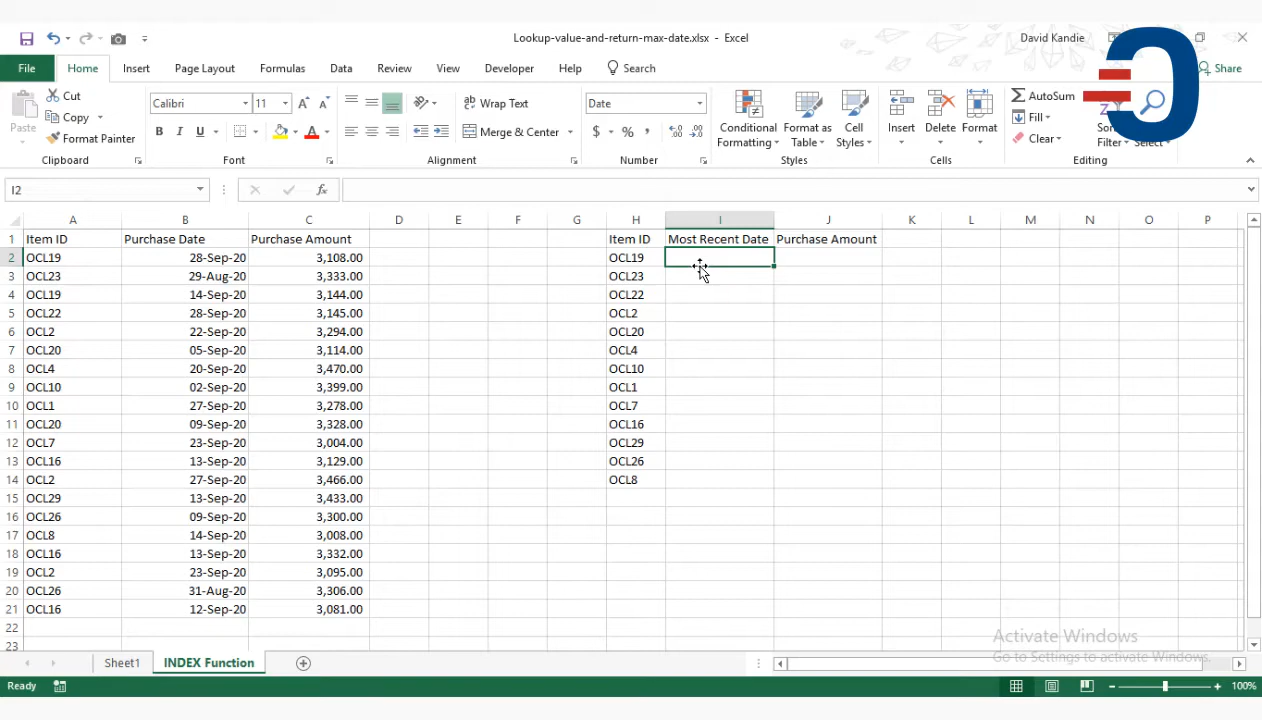 Lookup-value-and-return-max-date.xlsx - Excel
David Kandie
File Home Insert Page Layout Formulas Data Review View Developer Help Search Share
Paste
Cut
Copy
Format Painter
Clipboard
Calibri 11
B I U
Font
Wrap Text
Merge & Center
Alignment
Date
$ % ,
Number
Conditional Formatting
Format as Table
Cell Styles
Styles
Insert Delete Format
Cells
AutoSum
Fill
Clear
Filter Select
Editing
I2 fx
A B C D E F G H I J K L M N O P
1 Item ID Purchase Date Purchase Amount Item ID Most Recent Date Purchase Amount
2 OCL19 28-Sep-20 3,108.00 OCL19
3 OCL23 29-Aug-20 3,333.00 OCL23
4 OCL19 14-Sep-20 3,144.00 OCL22
5 OCL22 28-Sep-20 3,145.00 OCL2
6 OCL2 22-Sep-20 3,294.00 OCL20
7 OCL20 05-Sep-20 3,114.00 OCL4
8 OCL4 20-Sep-20 3,470.00 OCL10
9 OCL10 02-Sep-20 3,399.00 OCL1
10 OCL1 27-Sep-20 3,278.00 OCL7
11 OCL20 09-Sep-20 3,328.00 OCL16
12 OCL7 23-Sep-20 3,004.00 OCL29
13 OCL16 13-Sep-20 3,129.00 OCL26
14 OCL2 27-Sep-20 3,466.00 OCL8
15 OCL29 13-Sep-20 3,433.00
16 OCL26 09-Sep-20 3,300.00
17 OCL8 14-Sep-20 3,008.00
18 OCL16 13-Sep-20 3,332.00
19 OCL2 23-Sep-20 3,095.00
20 OCL26 31-Aug-20 3,306.00
21 OCL16 12-Sep-20 3,081.00
22
23
Activate Windows
Go to Settings to activate Windows.
Sheet1 INDEX Function
Ready 100%